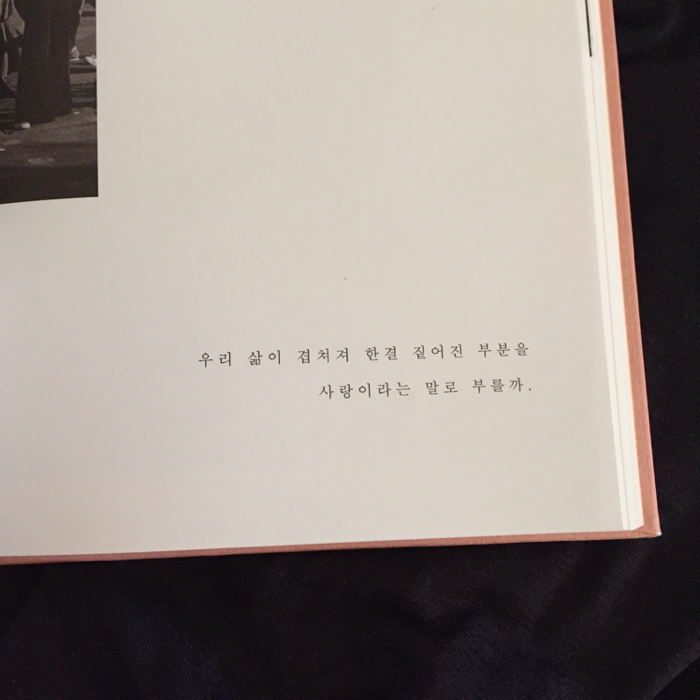 우리 삶이 겹쳐져 한결 짙어진 부분을
사랑이라는 말로 부를까.